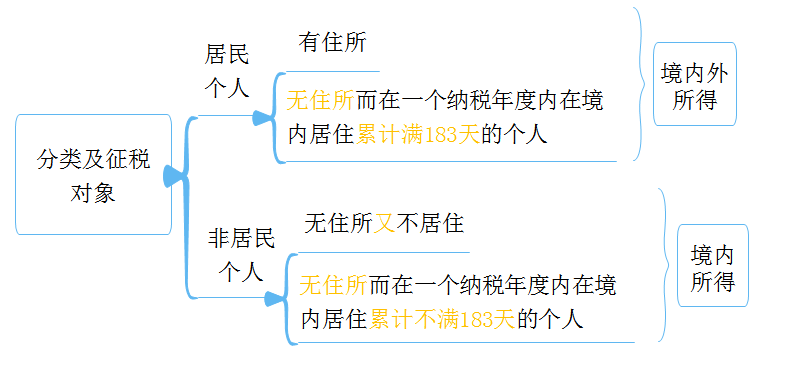 分类及征税
对象
居民
个人
有住所
无住所而在一个纳税年度内在境
内居住累计满183天的个人
境内外
所得
非居民
个人
无住所又不居住
无住所而在一个纳税年度内在境
内居住累计不满183天的个人
境内
所得